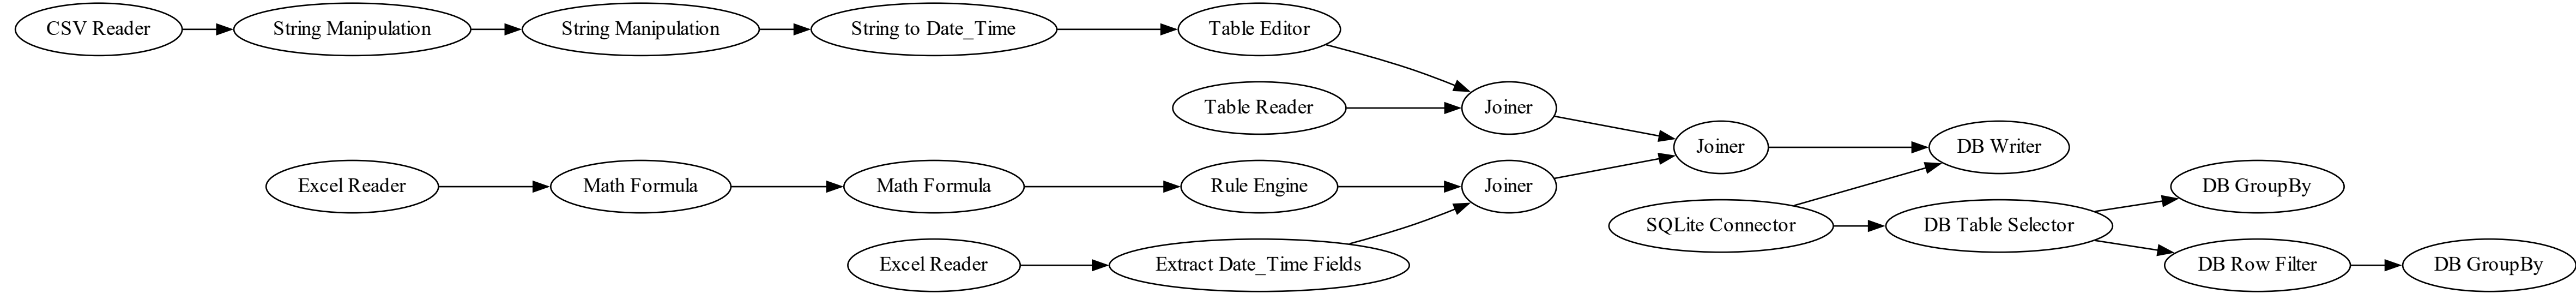 CSV Reader
String Manipulation
String Manipulation
String to Date_Time
Table Editor
Table Reader
Joiner
Joiner
DB Writer
Excel Reader
Math Formula
Math Formula
Rule Engine
Joiner
DB GroupBy
SQLite Connector
DB Table Selector
Excel Reader
Extract Date_Time Fields
DB Row Filter
DB GroupBy